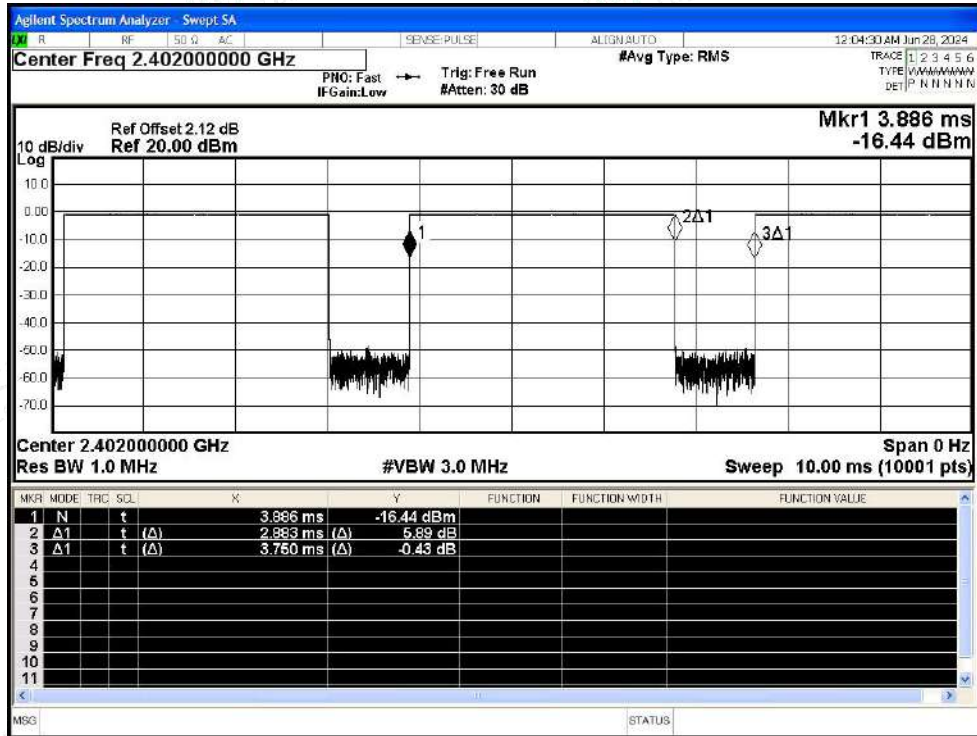 Agilent Spectrum Analyzer - Swept SA
LXI R RF 50 Ω AC SENSE:PULSE ALIGN AUTO 12:04:30 AM Jun 28, 2024
Center Freq 2.402000000 GHz #Avg Type: RMS TRACE 1 2 3 4 5 6
PNO: Fast Trig: Free Run TYPE
IFGain:Low #Atten: 30 dB DET P N N N N N
Mkr1 3.886 ms
Ref Offset 2.12 dB
10 dB/div Ref 20.00 dBm -16.44 dBm
Log
10.0
0.00
-10.0
-20.0
-30.0
-40.0
-50.0
-60.0
-70.0
1
2Δ1
3Δ1
Center 2.402000000 GHz Span 0 Hz
Res BW 1.0 MHz #VBW 3.0 MHz Sweep 10.00 ms (10001 pts)
MKR MODE TRC SCL X Y FUNCTION FUNCTION WIDTH FUNCTION VALUE
1 N t 3.886 ms -16.44 dBm
2 Δ1 t (Δ) 2.883 ms (Δ) 5.89 dB
3 Δ1 t (Δ) 3.750 ms (Δ) -0.43 dB
4
5
6
7
8
9
10
11
MSG STATUS